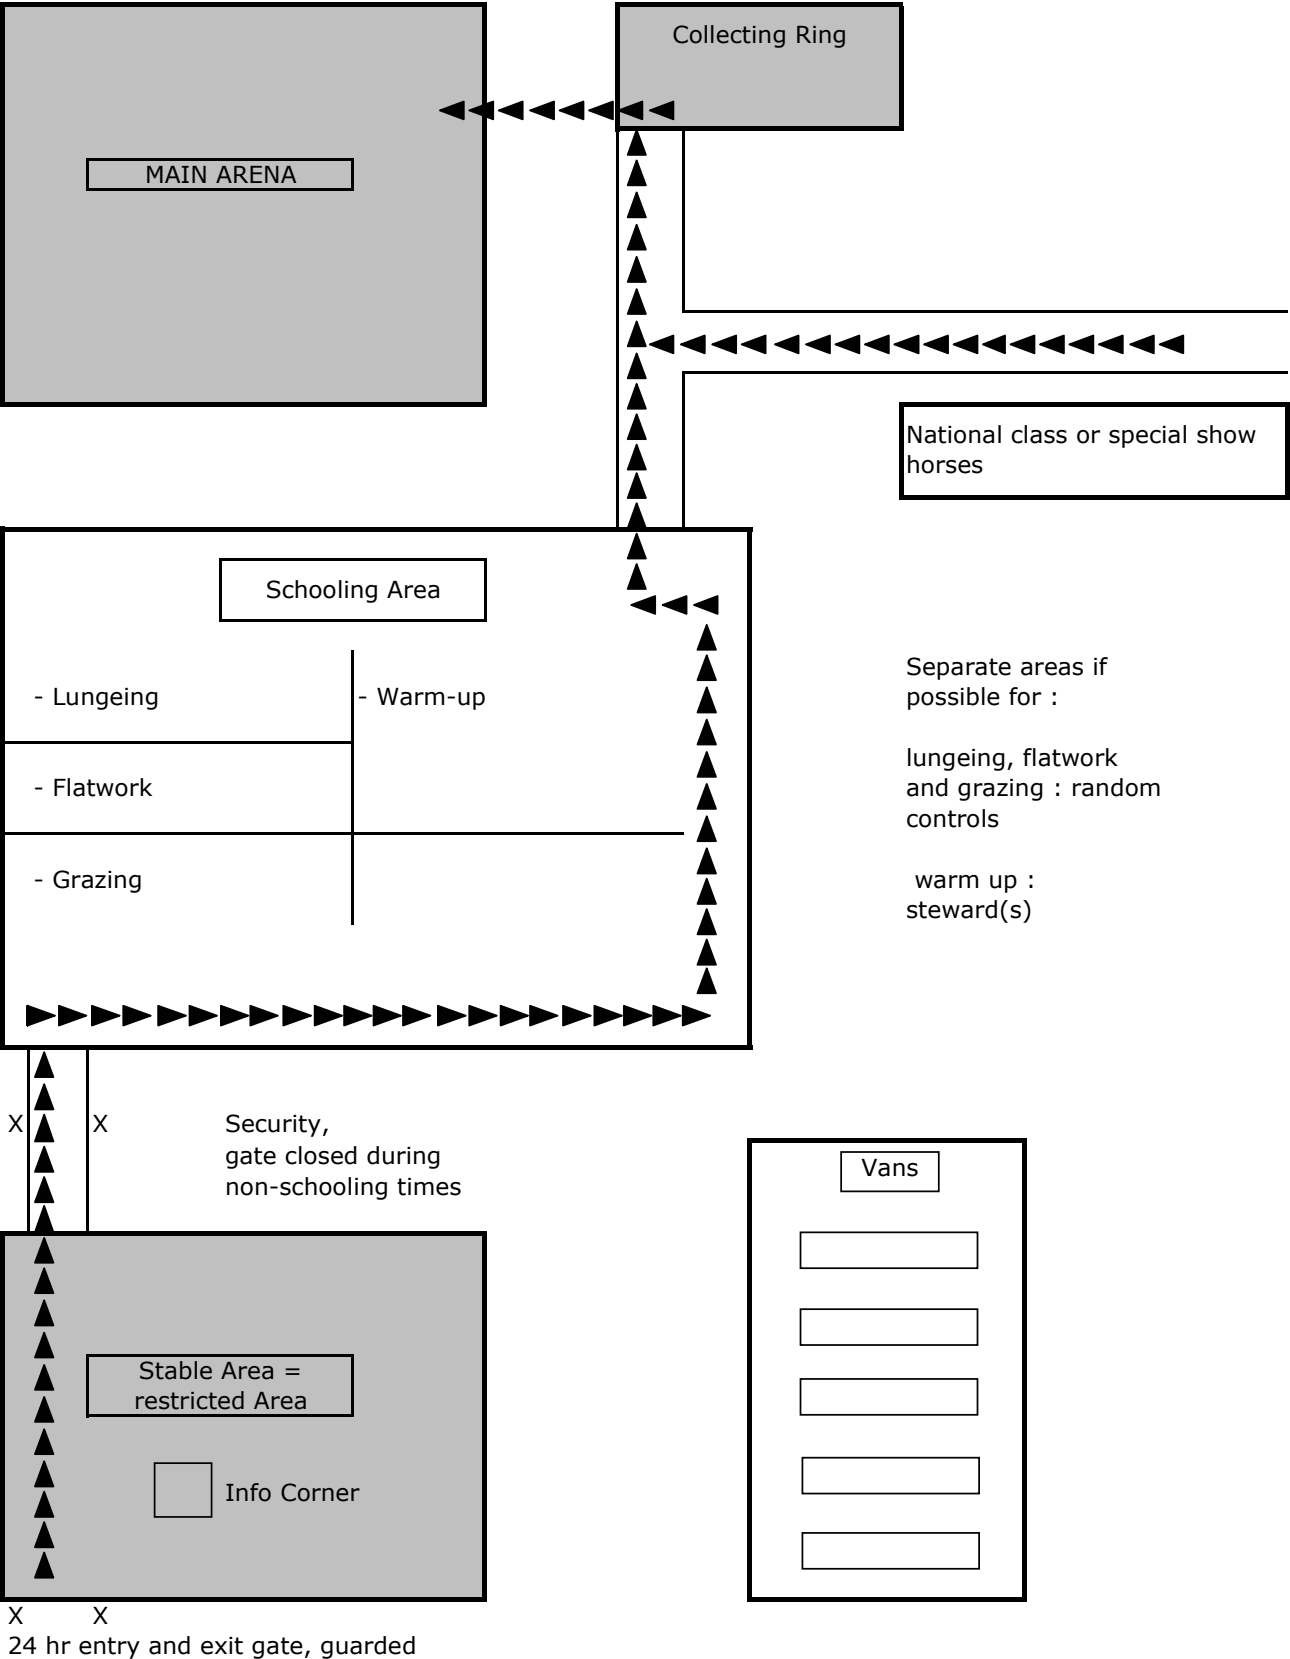 Collecting Ring
MAIN ARENA
National class or special show
horses
Schooling Area
- Lungeing
- Warm-up
- Flatwork
- Grazing
Separate areas if
possible for :
lungeing, flatwork
and grazing : random
controls
warm up :
steward(s)
X X
Security,
gate closed during
non-schooling times
Vans
Stable Area =
restricted Area
Info Corner
X X
24 hr entry and exit gate, guarded